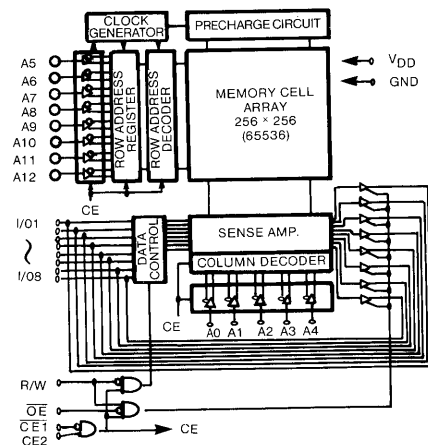 CLOCK
GENERATOR
PRECHARGE CIRCUIT
A5
A6
A7
A8
A9
A10
A11
A12
ROW ADDRESS
REGISTER
ROW ADDRESS
DECODER
MEMORY CELL
ARRAY
256 × 256
(65536)
VDD
GND
CE
I/01
I/08
DATA
CONTROL
SENSE AMP.
COLUMN DECODER
CE
A0 A1 A2 A3 A4
R/W
OE
CE1
CE2
CE